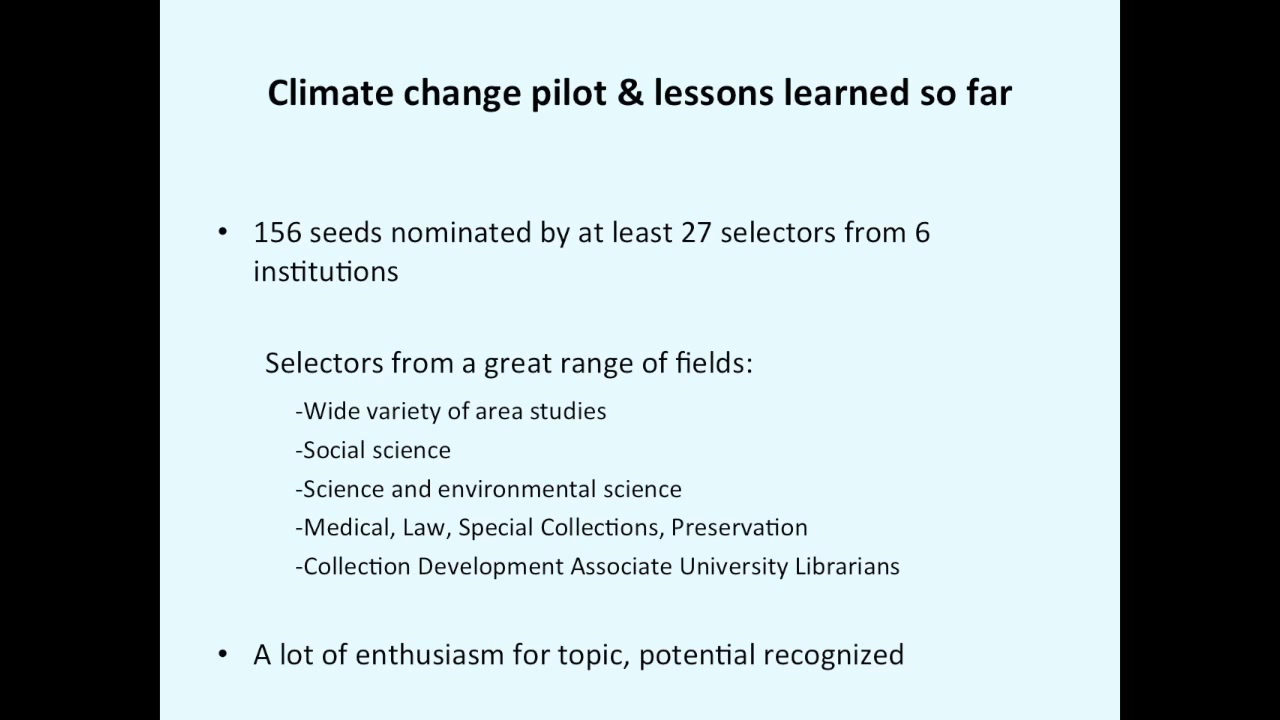 Climate change pilot & lessons learned so far
• 156 seeds nominated by at least 27 selectors from 6
institutions
Selectors from a great range of fields:
-Wide variety of area studies
-Social science
-Science and environmental science
-Medical, Law, Special Collections, Preservation
-Collection Development Associate University Librarians
• A lot of enthusiasm for topic, potential recognized